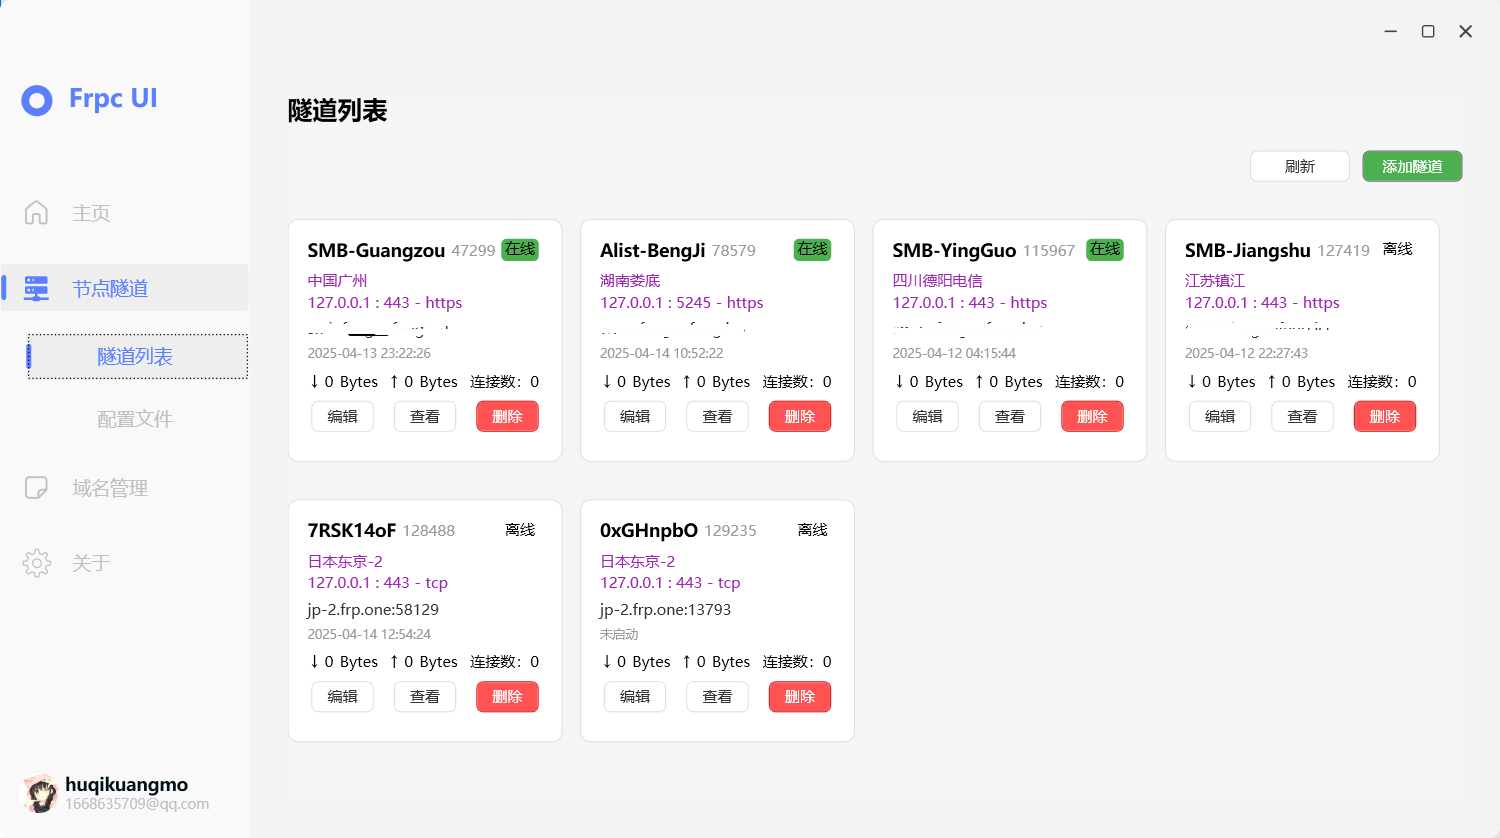 Frpc UI
主页
节点隧道
隧道列表
配置文件
域名管理
关于
huqikuangmo
1668635709@qq.com
隧道列表
刷新 添加隧道
SMB-Guangzou 47299 在线
中国广州
127.0.0.1 : 443 - https
2025-04-13 23:22:26
↓ 0 Bytes ↑ 0 Bytes 连接数: 0
编辑 查看 删除
Alist-BengJi 78579 在线
湖南娄底
127.0.0.1 : 5245 - https
2025-04-14 10:52:22
↓ 0 Bytes ↑ 0 Bytes 连接数: 0
编辑 查看 删除
SMB-YingGuo 115967 在线
四川德阳电信
127.0.0.1 : 443 - https
2025-04-12 04:15:44
↓ 0 Bytes ↑ 0 Bytes 连接数: 0
编辑 查看 删除
SMB-Jiangshu 127419 离线
江苏镇江
127.0.0.1 : 443 - https
2025-04-12 22:27:43
↓ 0 Bytes ↑ 0 Bytes 连接数: 0
编辑 查看 删除
7RSK14oF 128488 离线
日本东京-2
127.0.0.1 : 443 - tcp
jp-2.frp.one:58129
2025-04-14 12:54:24
↓ 0 Bytes ↑ 0 Bytes 连接数: 0
编辑 查看 删除
0xGHnpbO 129235 离线
日本东京-2
127.0.0.1 : 443 - tcp
jp-2.frp.one:13793
未启动
↓ 0 Bytes ↑ 0 Bytes 连接数: 0
编辑 查看 删除